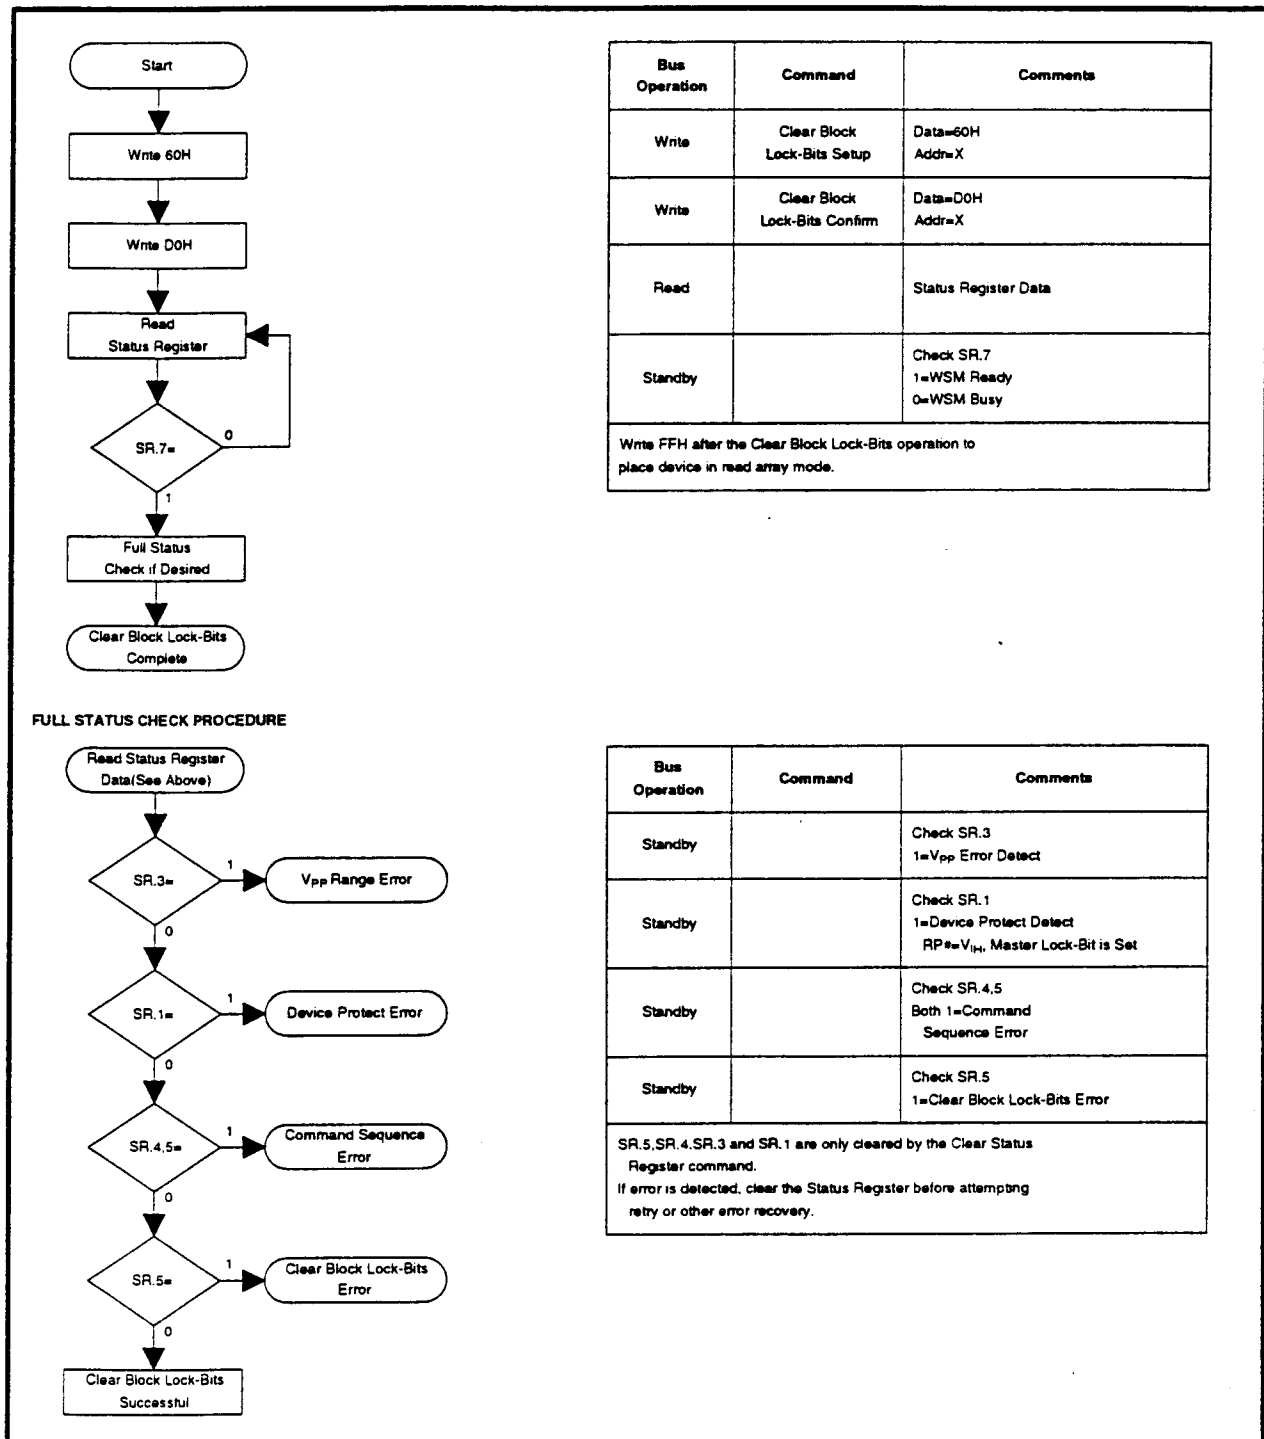 Start
Write 60H
Write D0H
Read
Status Register
SR.7=
0
1
Full Status
Check if Desired
Clear Block Lock-Bits
Complete
Bus
Operation
Command
Comments
Write
Clear Block
Lock-Bits Setup
Data=60H
Addr=X
Write
Clear Block
Lock-Bits Confirm
Data=D0H
Addr=X
Read
Status Register Data
Standby
Check SR.7
1=WSM Ready
0=WSM Busy
Write FFH after the Clear Block Lock-Bits operation to
place device in read array mode.
FULL STATUS CHECK PROCEDURE
Read Status Register
Data(See Above)
SR.3=
1
VPP Range Error
0
SR.1=
1
Device Protect Error
0
SR.4,5=
1
Command Sequence
Error
0
SR.5=
1
Clear Block Lock-Bits
Error
0
Clear Block Lock-Bits
Successful
Bus
Operation
Command
Comments
Standby
Check SR.3
1=VPP Error Detect
Standby
Check SR.1
1=Device Protect Detect
RP#=VIH, Master Lock-Bit is Set
Standby
Check SR.4,5
Both 1=Command
Sequence Error
Standby
Check SR.5
1=Clear Block Lock-Bits Error
SR.5,SR.4,SR.3 and SR.1 are only cleared by the Clear Status
Register command.
If error is detected, clear the Status Register before attempting
retry or other error recovery.